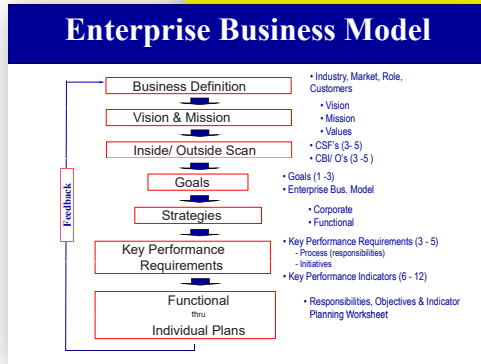 Enterprise Business Model
Business Definition
• Industry, Market, Role,
Customers
Vision & Mission
• Vision
• Mission
• Values
Inside/ Outside Scan
• CSF's (3- 5)
• CBI/ O's (3 -5 )
Goals
• Goals (1 -3)
• Enterprise Bus. Model
Strategies
• Corporate
• Functional
Key Performance
Requirements
• Key Performance Requirements (3 - 5)
- Process (responsibilities)
- Initiatives
• Key Performance Indicators (6 - 12)
Functional
thru
Individual Plans
• Responsibilities, Objectives & Indicator
Planning Worksheet
Feedback